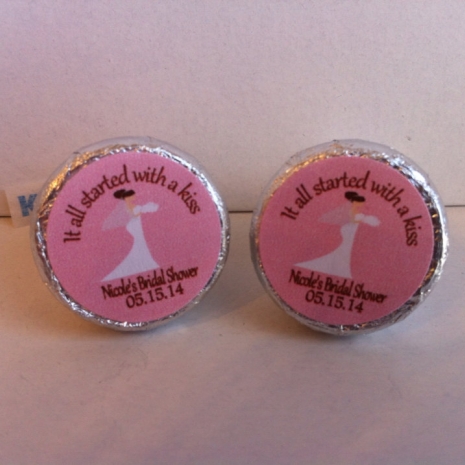 It all started with a kiss
Nicole's Bridal Shower
05.15.14
It all started with a kiss
Nicole's Bridal Shower
05.15.14
K